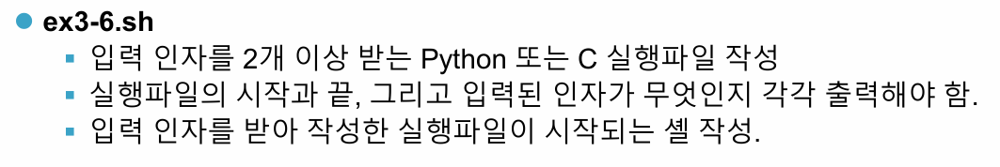 ● ex3-6.sh
▪ 입력 인자를 2개 이상 받는 Python 또는 C 실행파일 작성
▪ 실행파일의 시작과 끝, 그리고 입력된 인자가 무엇인지 각각 출력해야 함.
▪ 입력 인자를 받아 작성한 실행파일이 시작되는 셸 작성.